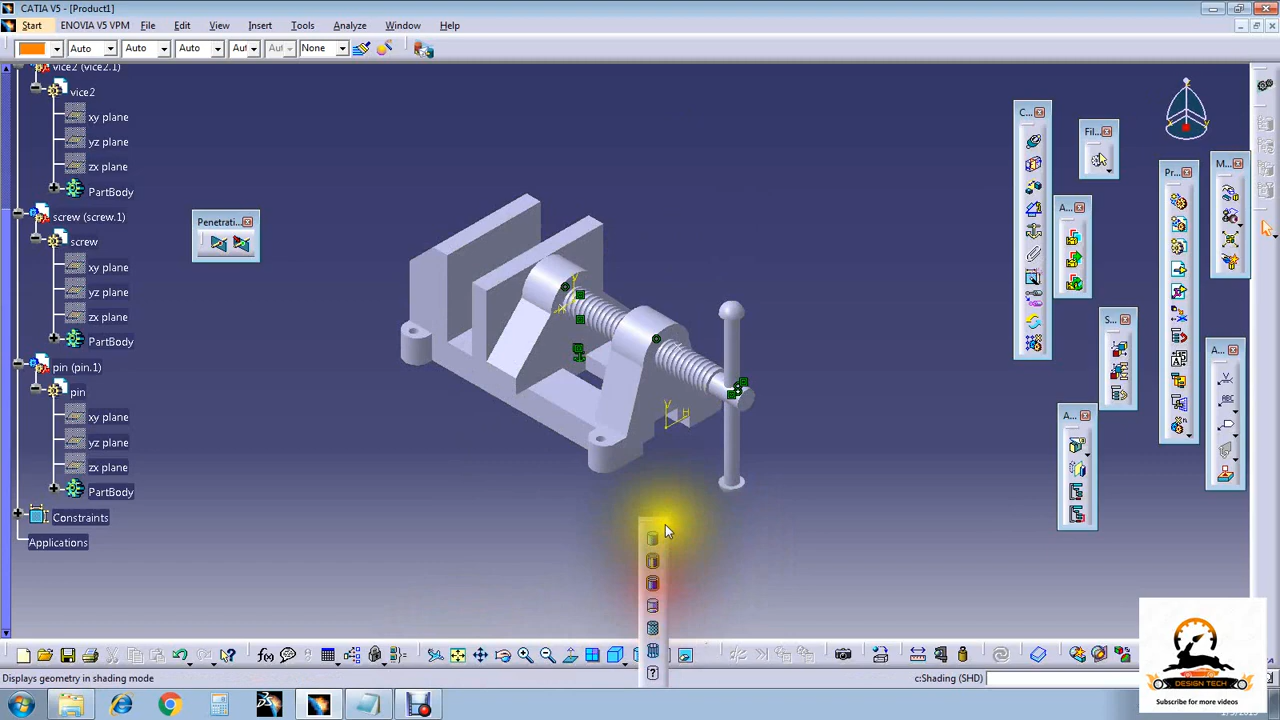 CATIA V5 - [Product1]
Start
ENOVIA V5 VPM
File
Edit
View
Insert
Tools
Analyze
Window
Help
Auto
Auto
Auto
Aut
Aut
None
vice2 (vice2.1)
vice2
xy plane
yz plane
zx plane
PartBody
screw (screw.1)
screw
xy plane
yz plane
zx plane
PartBody
pin (pin.1)
pin
xy plane
yz plane
zx plane
PartBody
Constraints
Applications
Penetrati...
C...
Fil...
A...
Pr...
M...
S...
A...
A...
Displays geometry in shading mode
c:Shading (SHD)
DESIGN TECH
Subscribe for more videos